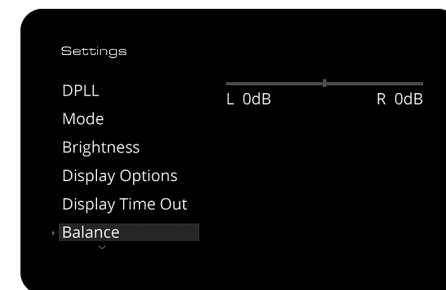 Settings
DPLL
L 0dB R 0dB
Mode
Brightness
Display Options
Display Time Out
Balance